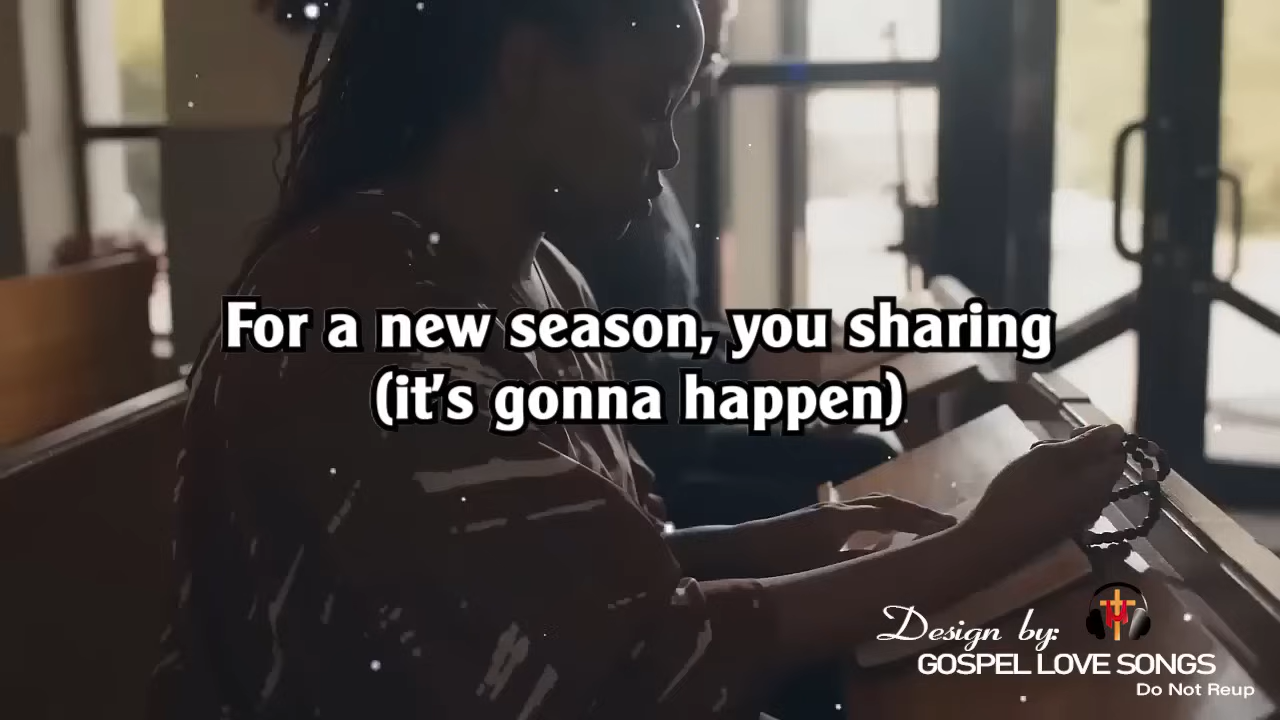 For a new season, you sharing
(it's gonna happen)
Design by:
GOSPEL LOVE SONGS
Do Not Reup